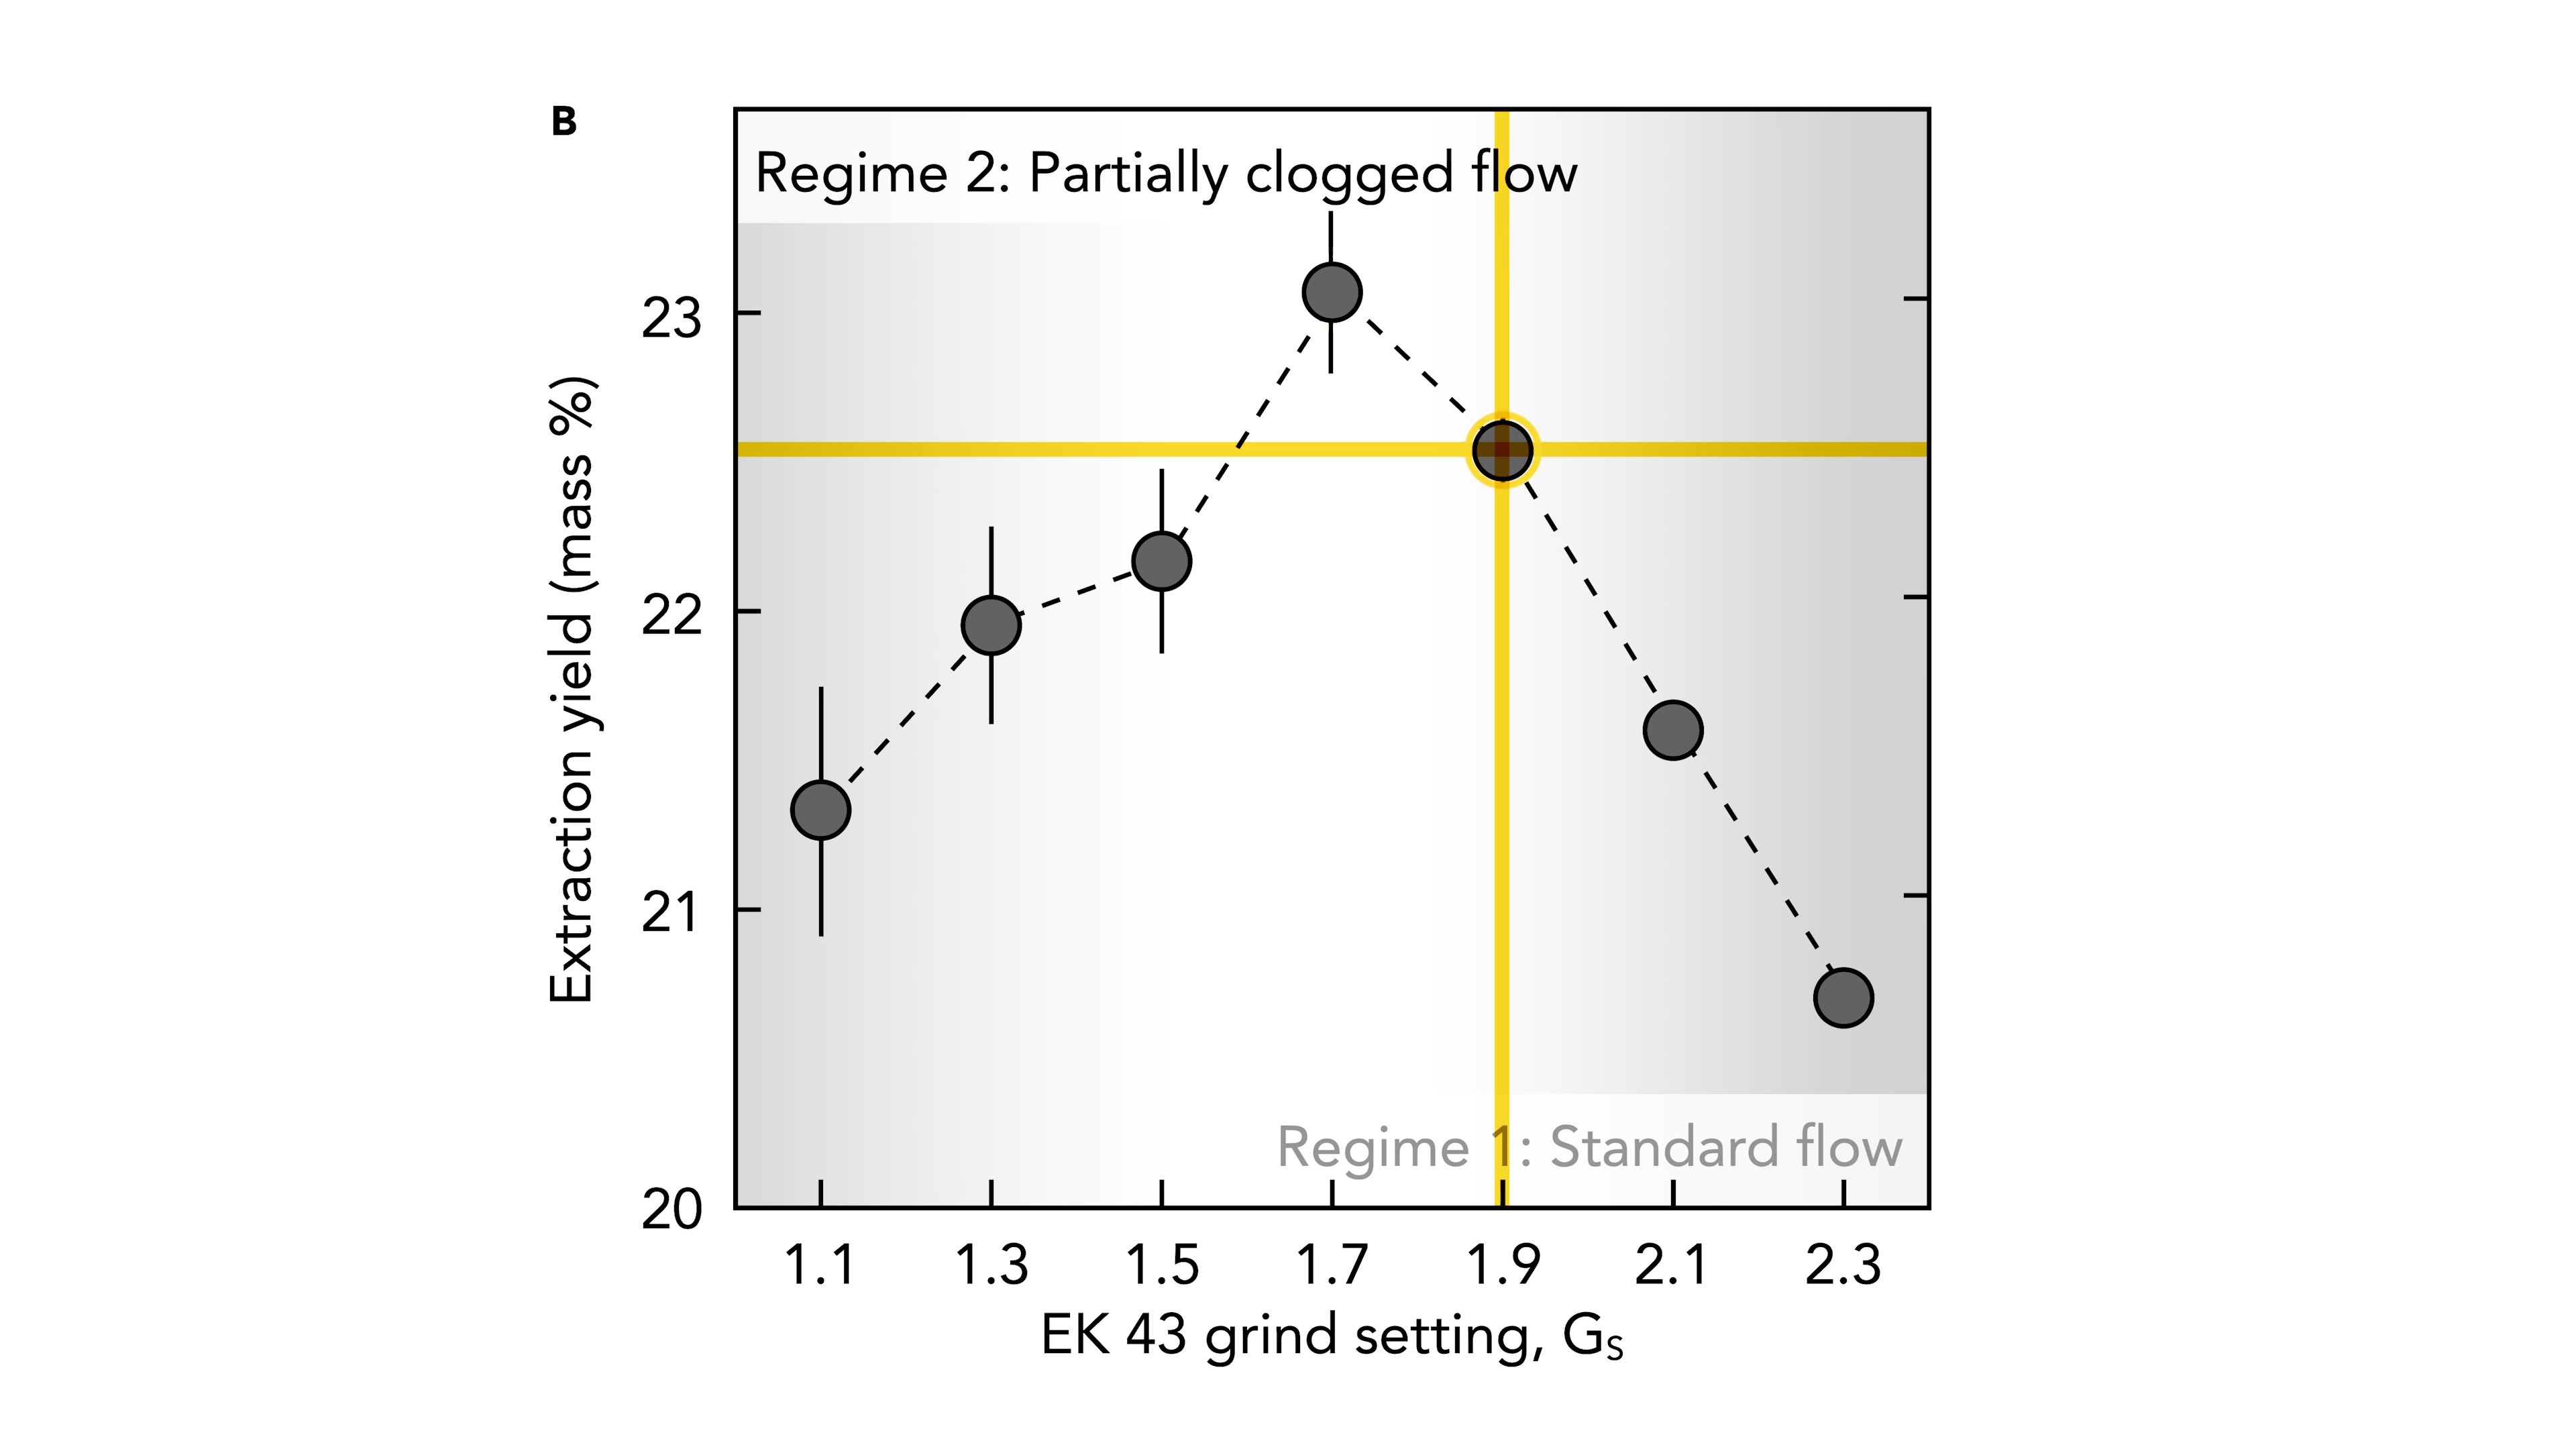 B
Regime 2: Partially clogged flow
23
22
21
20
Extraction yield (mass %)
Regime 1: Standard flow
1.1 1.3 1.5 1.7 1.9 2.1 2.3
EK 43 grind setting, GS